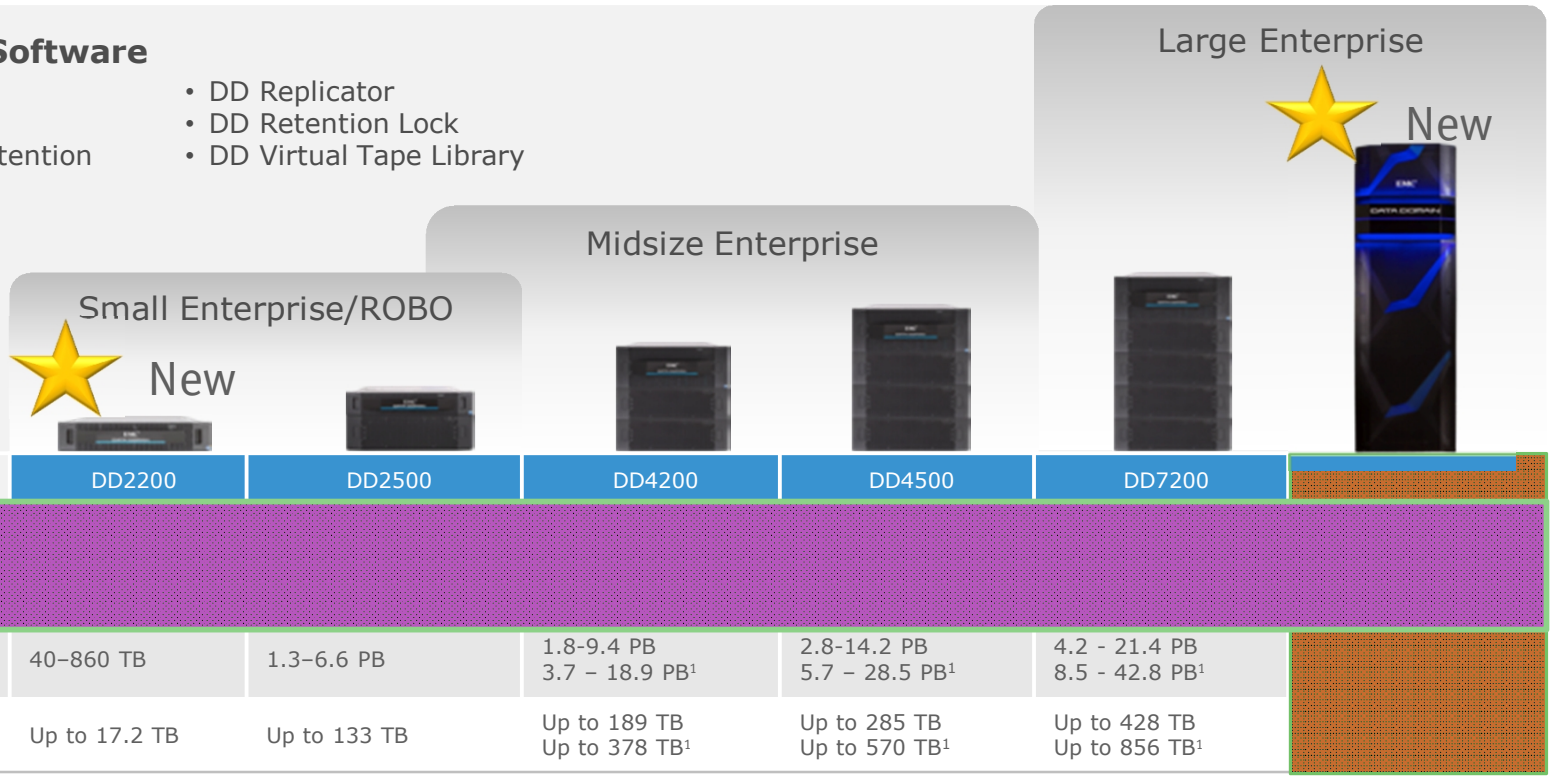 Software
• DD Replicator
• DD Retention Lock
tention
• DD Virtual Tape Library
Large Enterprise
New
EMC
DATA DOMAIN
Midsize Enterprise
Small Enterprise/ROBO
New
DD2200
DD2500
DD4200
DD4500
DD7200
40–860 TB
1.3–6.6 PB
1.8-9.4 PB
3.7 – 18.9 PB¹
2.8-14.2 PB
5.7 – 28.5 PB¹
4.2 - 21.4 PB
8.5 - 42.8 PB¹
Up to 17.2 TB
Up to 133 TB
Up to 189 TB
Up to 378 TB¹
Up to 285 TB
Up to 570 TB¹
Up to 428 TB
Up to 856 TB¹